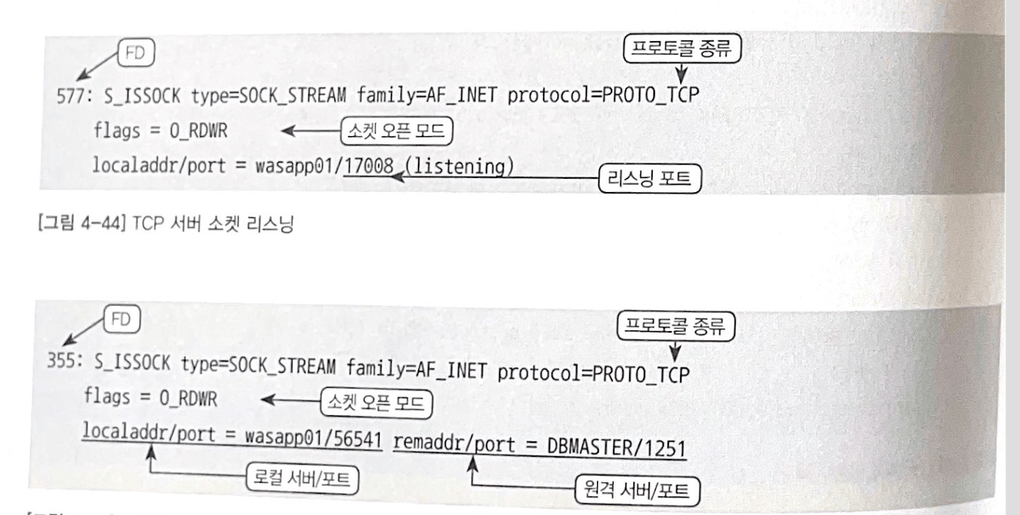 FD
프로토콜 종류
577: S_ISSOCK type=SOCK_STREAM family=AF_INET protocol=PROTO_TCP
flags = O_RDWR
소켓 오픈 모드
localaddr/port = wasapp01/17008 (listening)
리스닝 포트
[그림 4-44] TCP 서버 소켓 리스닝
FD
프로토콜 종류
355: S_ISSOCK type=SOCK_STREAM family=AF_INET protocol=PROTO_TCP
flags = O_RDWR
소켓 오픈 모드
localaddr/port = wasapp01/56541 remaddr/port = DBMASTER/1251
로컬 서버/포트
원격 서버/포트